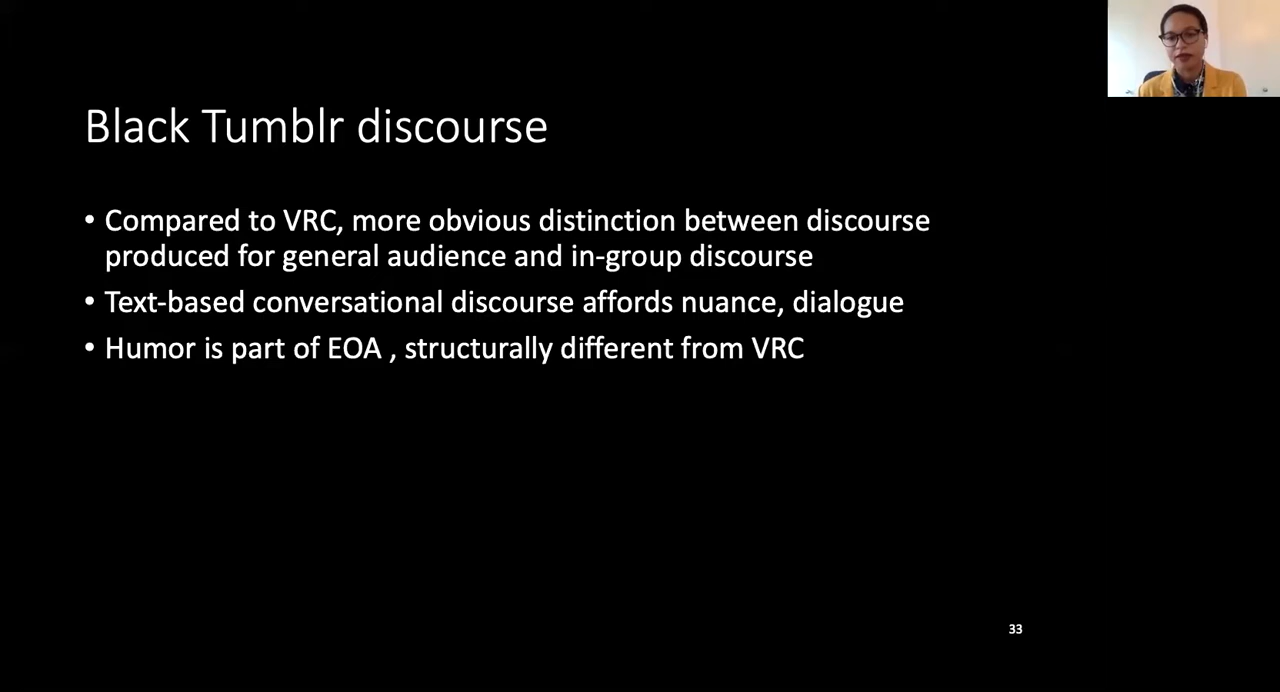 Black Tumblr discourse
• Compared to VRC, more obvious distinction between discourse
produced for general audience and in-group discourse
• Text-based conversational discourse affords nuance, dialogue
• Humor is part of EOA , structurally different from VRC
33